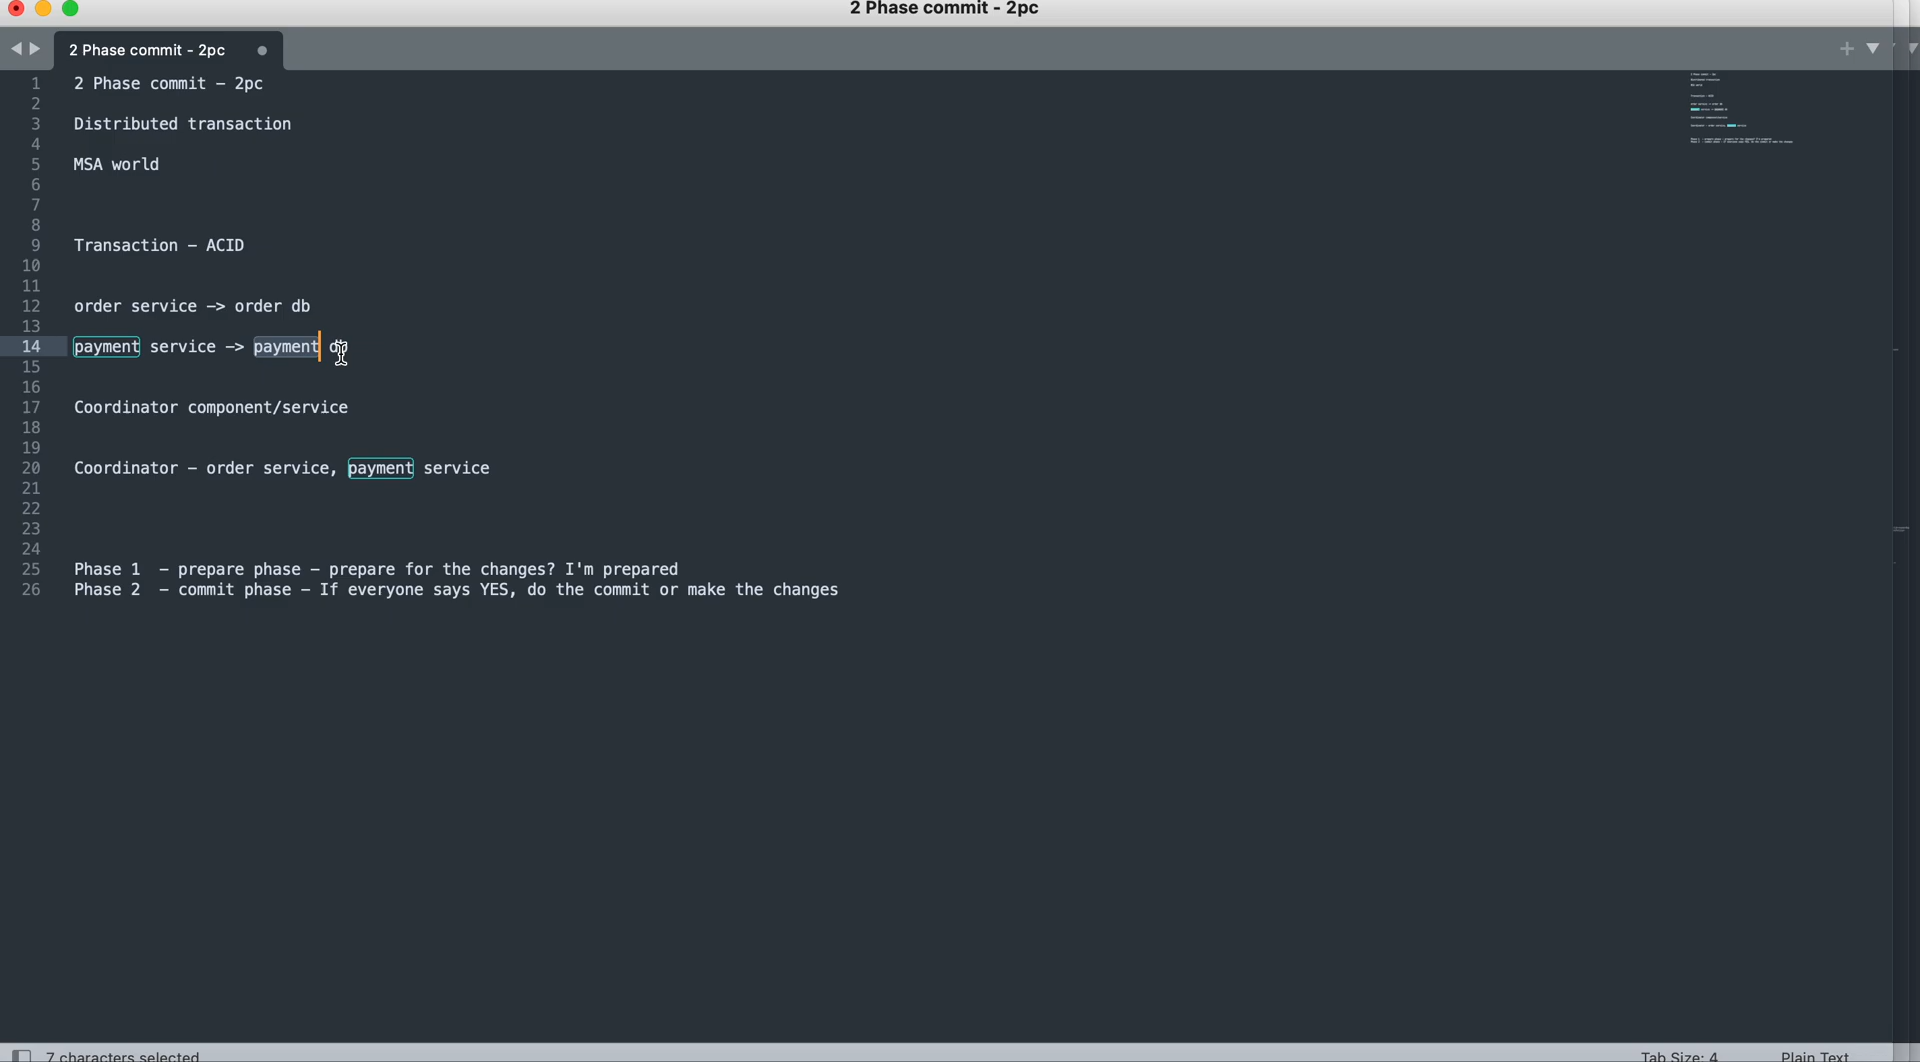 2 Phase commit - 2pc
2 Phase commit - 2pc
1 2 Phase commit – 2pc
2
3 Distributed transaction
4
5 MSA world
6
7
8
9 Transaction – ACID
10
11
12 order service –> order db
13
14 payment service –> payment
15
16
17 Coordinator component/service
18
19
20 Coordinator – order service, payment service
21
22
23
24
25 Phase 1  – prepare phase – prepare for the changes? I'm prepared
26 Phase 2  – commit phase – If everyone says YES, do the commit or make the changes
7 characters selected
Tab Size: 4
Plain Text